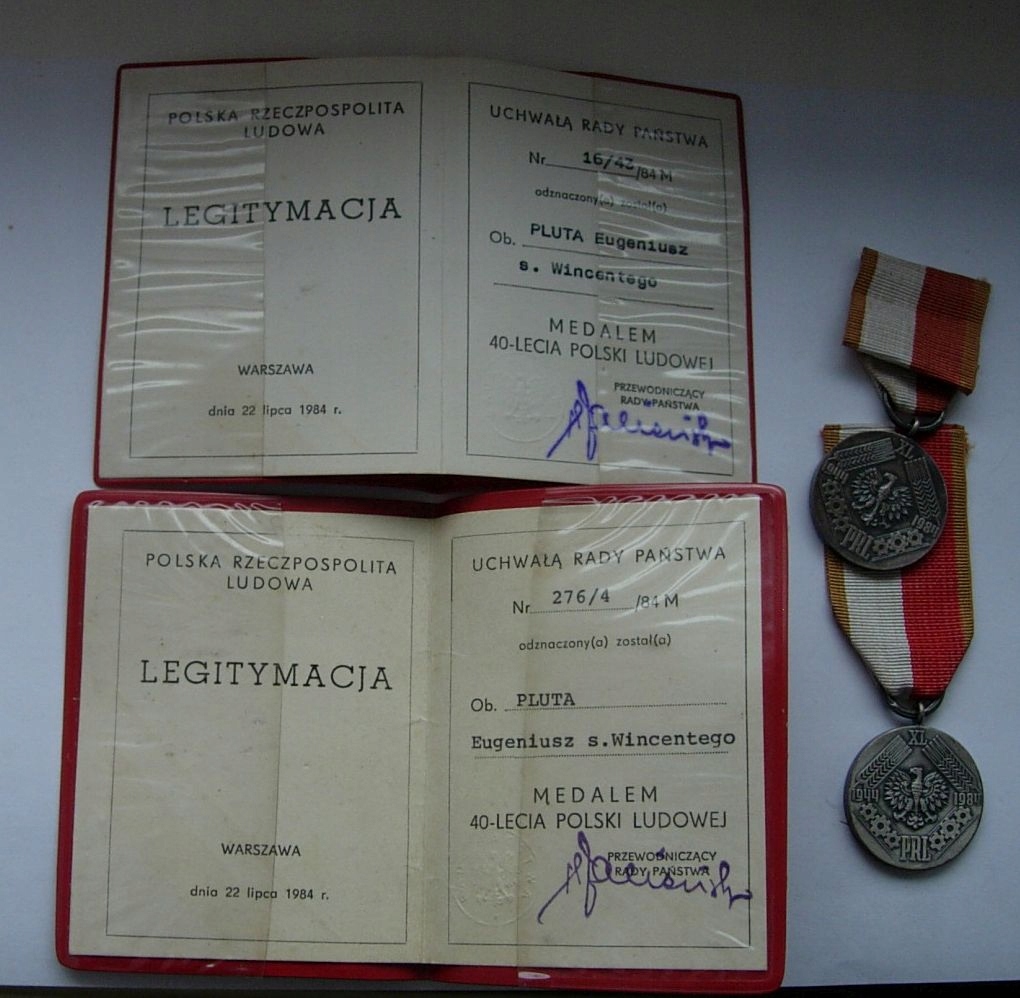 POLSKA RZECZPOSPOLITA
LUDOWA
LEGITYMACJA
WARSZAWA
dnia 22 lipca 1984 r.
UCHWAŁĄ RADY PAŃSTWA
Nr 16/43/84 M
odznaczony(a) został(a)
Ob. PLUTA Eugeniusz
s. Wincentego
MEDALEM
40-LECIA POLSKI LUDOWEJ
PRZEWODNICZĄCY
RADY PAŃSTWA
POLSKA RZECZPOSPOLITA
LUDOWA
LEGITYMACJA
WARSZAWA
dnia 22 lipca 1984 r.
UCHWAŁĄ RADY PAŃSTWA
Nr 276/4 /84 M
odznaczony(a) został(a)
Ob. PLUTA
Eugeniusz s.Wincentego
MEDALEM
40-LECIA POLSKI LUDOWEJ
PRZEWODNICZĄCY
RADY PAŃSTWA
XL
1944 1984
PRL
XL
1944 1984
PRL